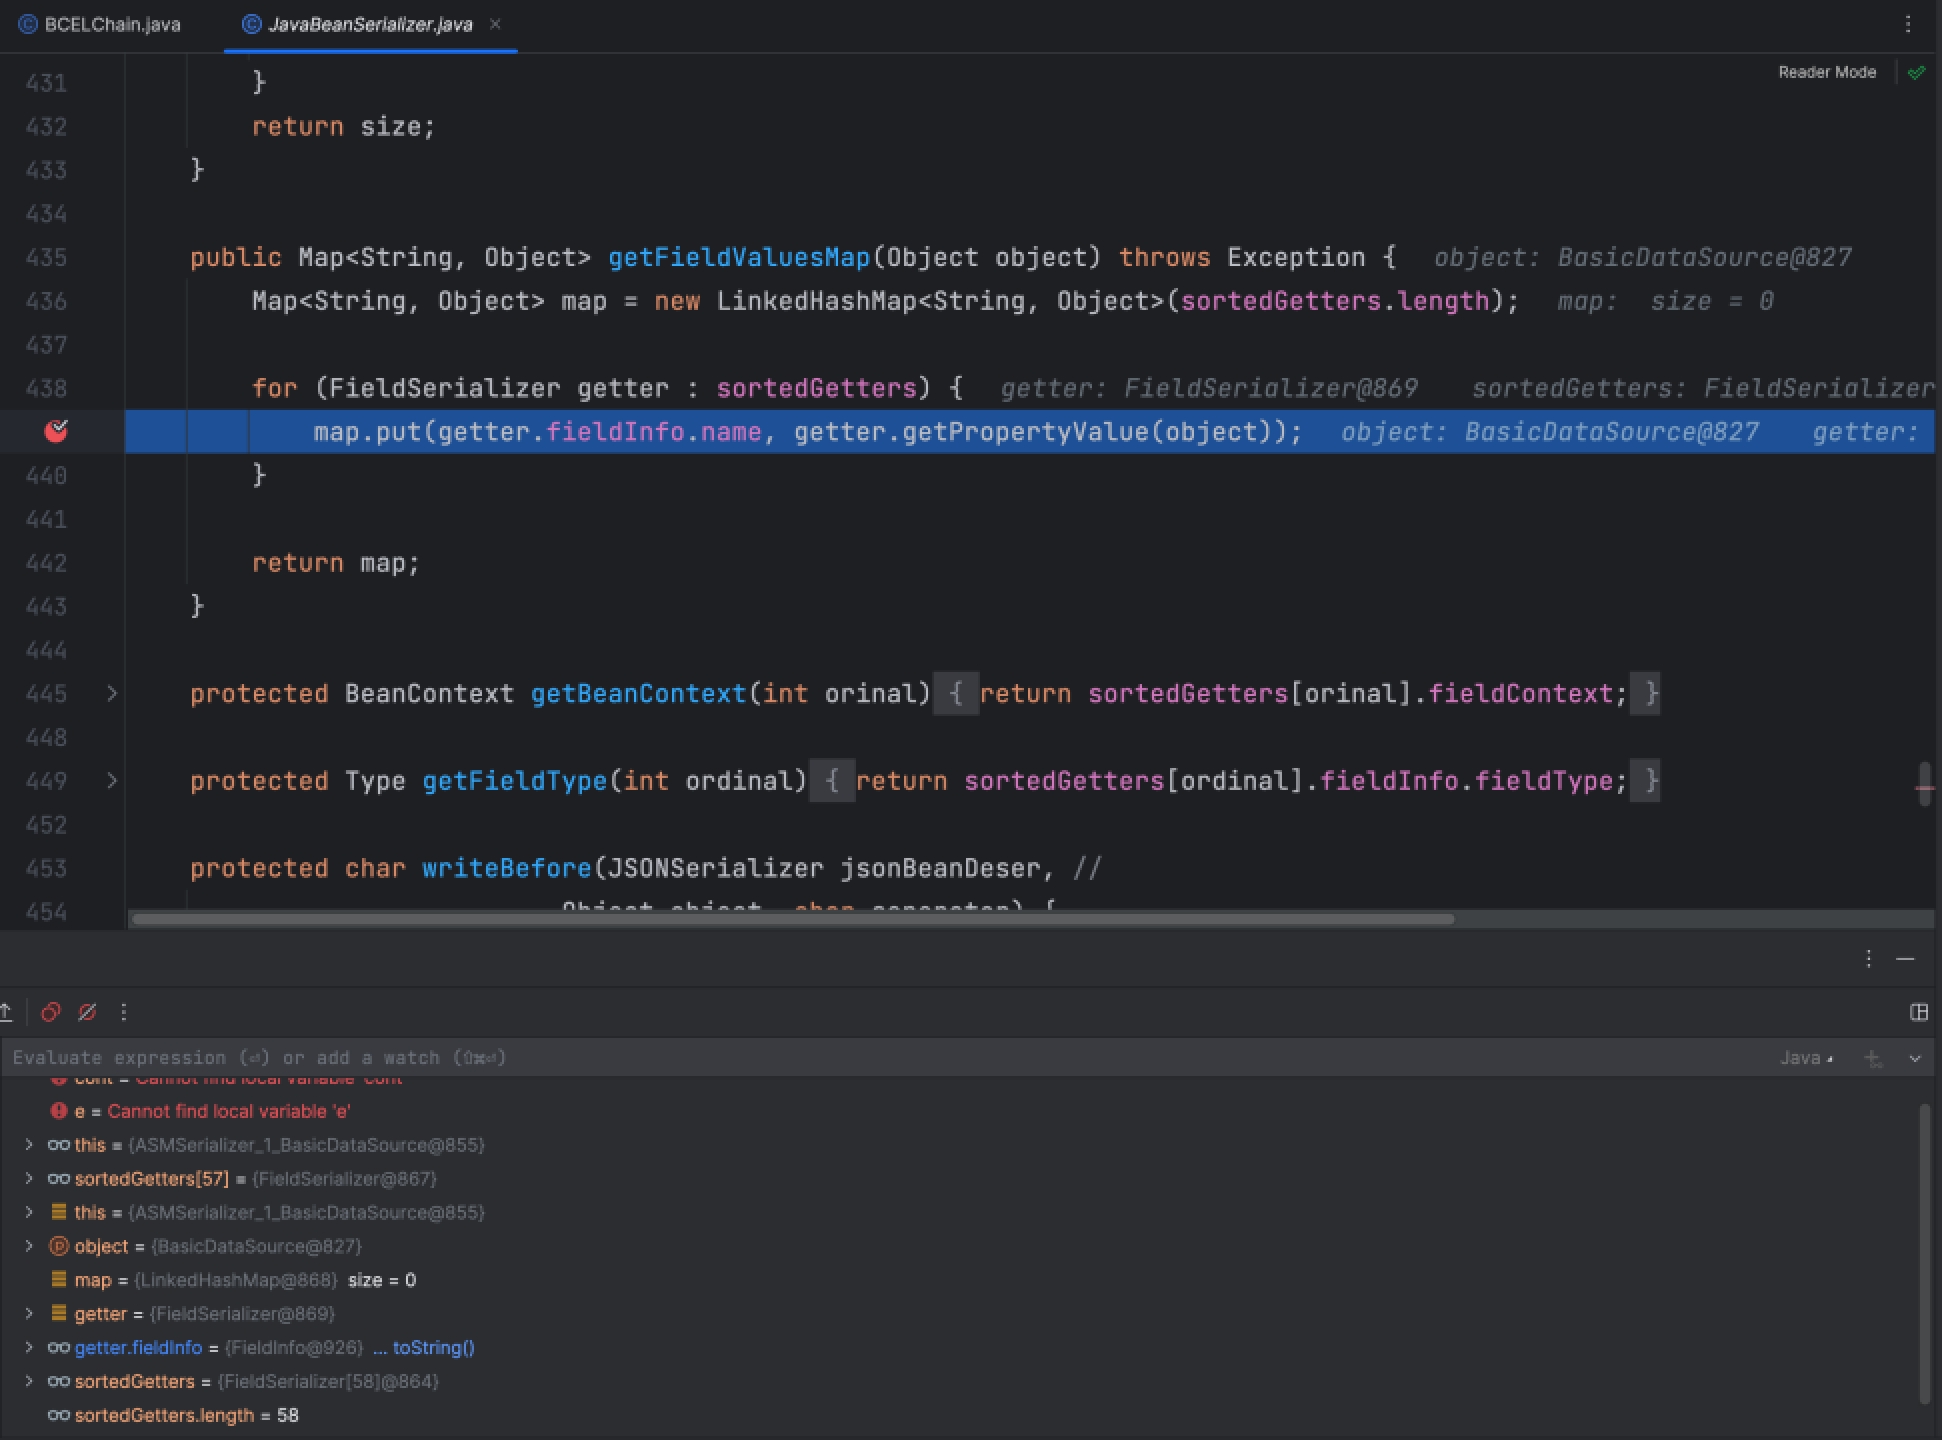 BCELChain.java
JavaBeanSerializer.java
Reader Mode
431 }
432 return size;
433 }
434
435 public Map<String, Object> getFieldValuesMap(Object object) throws Exception { object: BasicDataSource@827
436 Map<String, Object> map = new LinkedHashMap<String, Object>(sortedGetters.length); map: size = 0
437
438 for (FieldSerializer getter : sortedGetters) { getter: FieldSerializer@869 sortedGetters: FieldSerializer
map.put(getter.fieldInfo.name, getter.getPropertyValue(object)); object: BasicDataSource@827 getter:
440 }
441
442 return map;
443 }
444
445 protected BeanContext getBeanContext(int orinal) { return sortedGetters[orinal].fieldContext; }
448
449 protected Type getFieldType(int ordinal) { return sortedGetters[ordinal].fieldInfo.fieldType; }
452
453 protected char writeBefore(JSONSerializer jsonBeanDeser, //
454 Object object, char separator) {
Evaluate expression (⏎) or add a watch (⇧⌘⏎)
Java
cont = Cannot find local variable 'cont'
e = Cannot find local variable 'e'
this = {ASMSerializer_1_BasicDataSource@855}
sortedGetters[57] = {FieldSerializer@867}
this = {ASMSerializer_1_BasicDataSource@855}
object = {BasicDataSource@827}
map = {LinkedHashMap@868} size = 0
getter = {FieldSerializer@869}
getter.fieldInfo = {FieldInfo@926} ... toString()
sortedGetters = {FieldSerializer[58]@864}
sortedGetters.length = 58